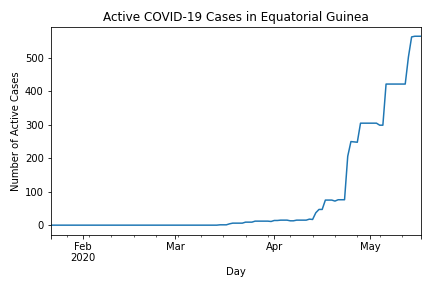 Active COVID-19 Cases in Equatorial Guinea
Number of Active Cases
500
400
300
200
100
0
Feb
2020
Mar
Apr
May
Day